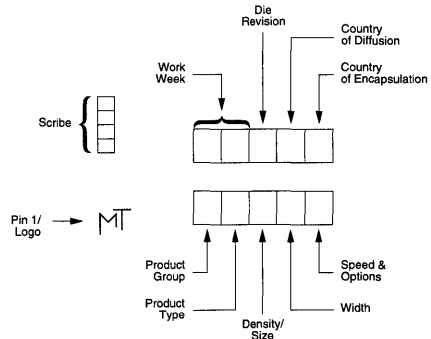 Die
Revision
Country
of Diffusion
Work
Week
Country
of Encapsulation
Scribe
Pin 1/
Logo
MT
Product
Group
Speed &
Options
Product
Type
Width
Density/
Size